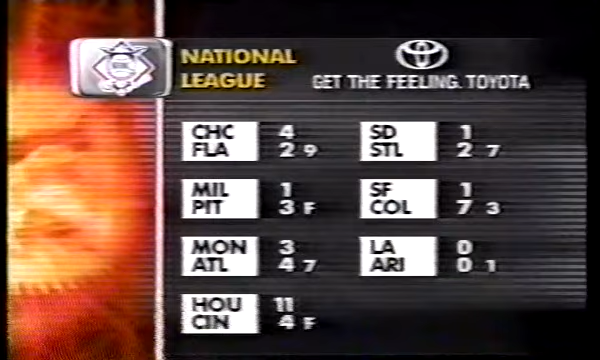 NATIONAL
LEAGUE
GET THE FEELING. TOYOTA
CHC 4
FLA 2 9
MIL 1
PIT 3 F
MON 3
ATL 4 7
HOU 11
CIN 4 F
SD 1
STL 2 7
SF 1
COL 7 3
LA 0
ARI 0 1